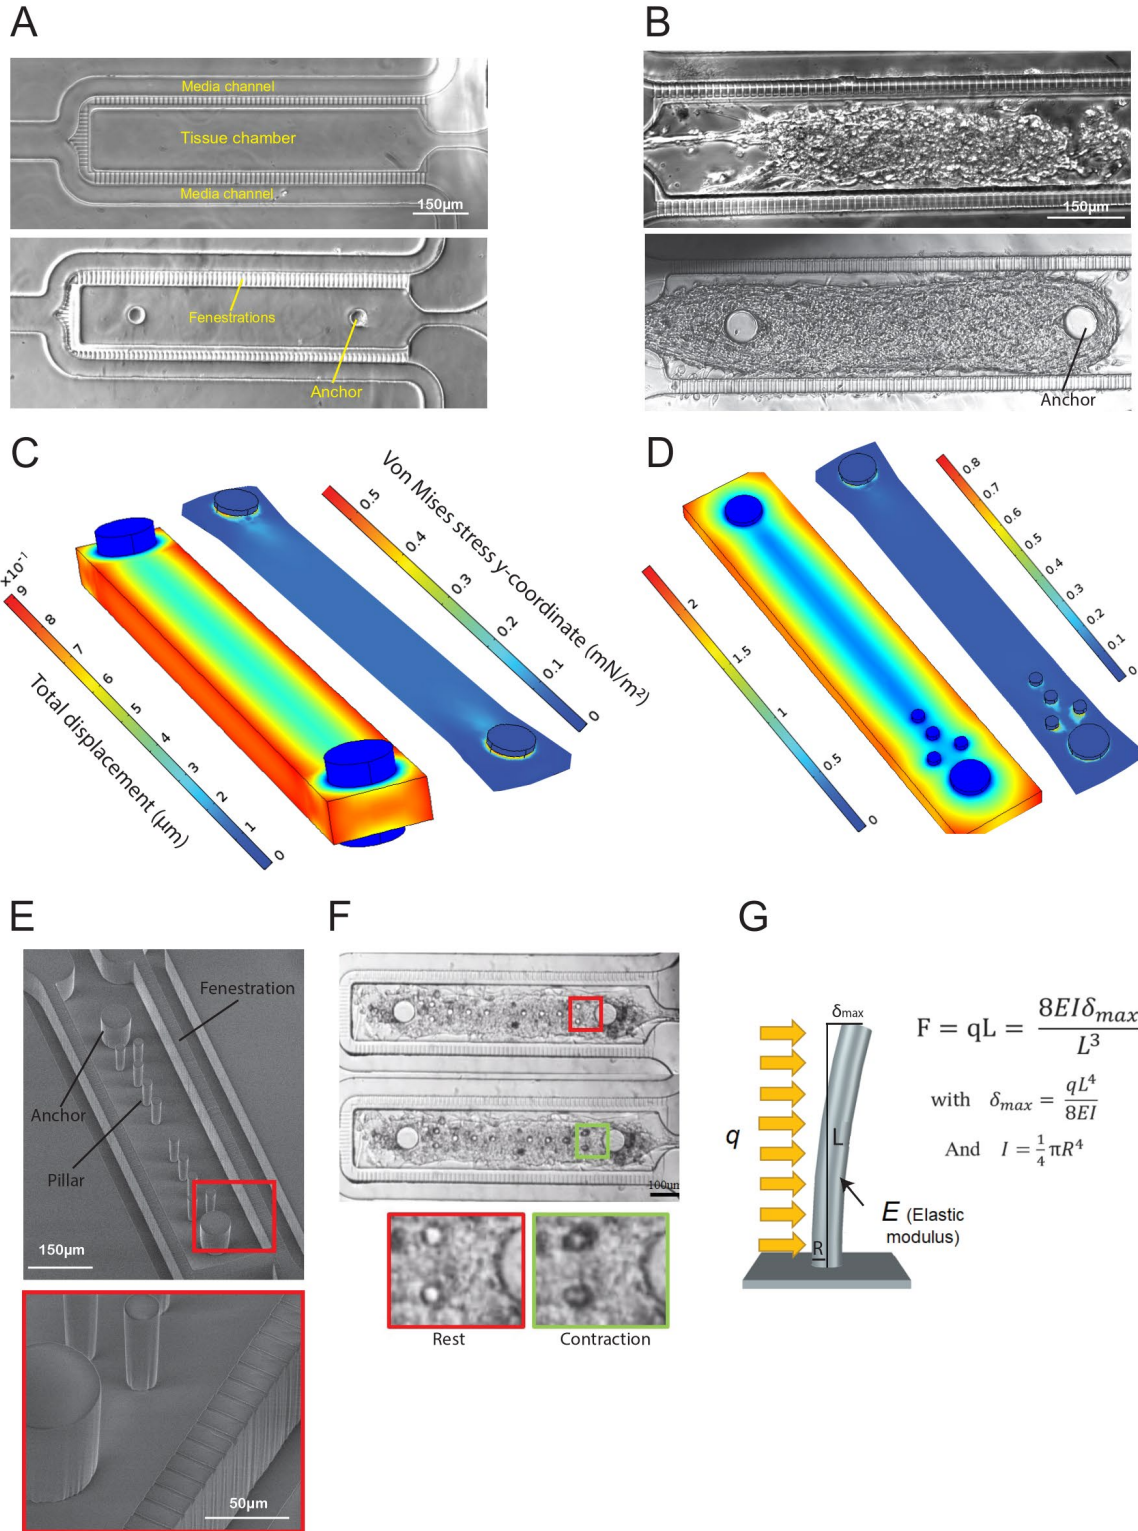 A
Media channel
Tissue chamber
Media channel
150µm
Fenestrations
Anchor
B
150µm
Anchor
C
Von Mises stress y-coordinate (mN/m²)
0.5
0.4
0.3
0.2
0.1
0
×10⁻¹
9
8
7
6
5
4
3
2
1
0
Total displacement (µm)
D
0.8
0.7
0.6
0.5
0.4
0.3
0.2
0.1
0
2
1.5
1
0.5
0
E
Fenestration
Anchor
Pillar
150µm
50µm
F
100µm
Rest
Contraction
G
δmax
q
L
R
E (Elastic
modulus)
F = qL = 8EIδmax / L³
with δmax = qL⁴ / 8EI
And I = ¼πR⁴